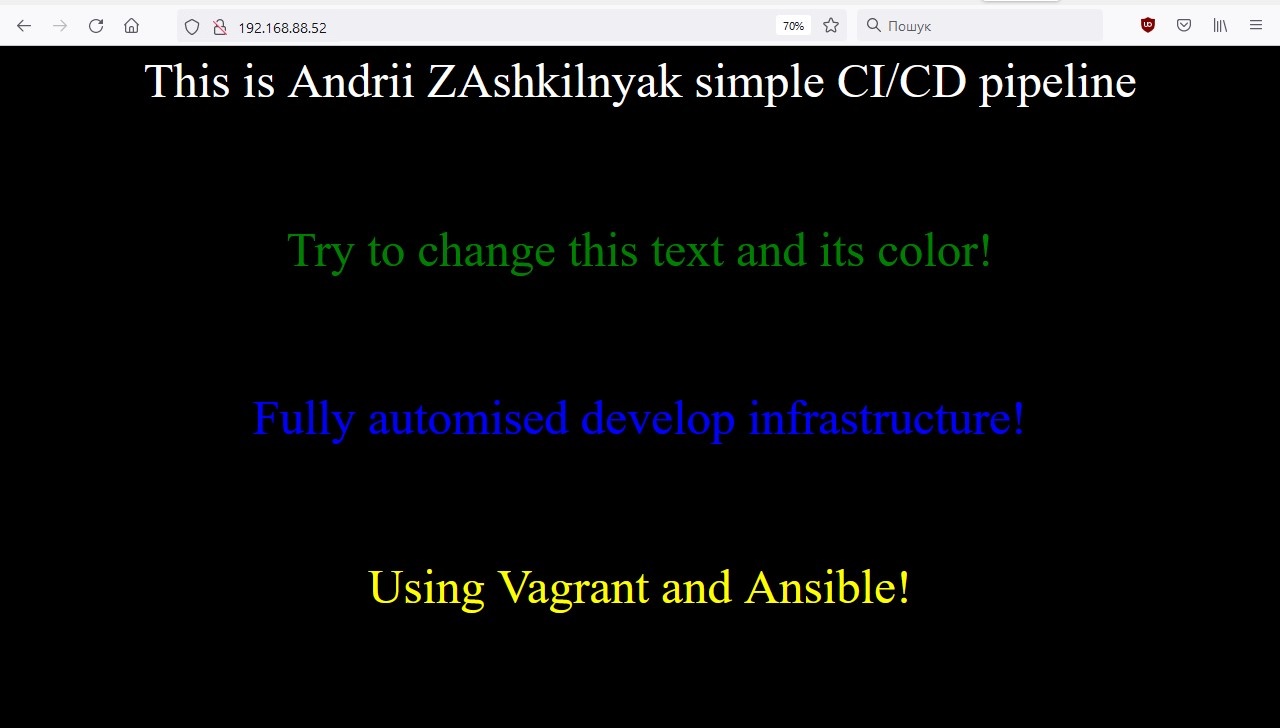 192.168.88.52
70%
Пошук
This is Andrii ZAshkilnyak simple CI/CD pipeline
Try to change this text and its color!
Fully automised develop infrastructure!
Using Vagrant and Ansible!